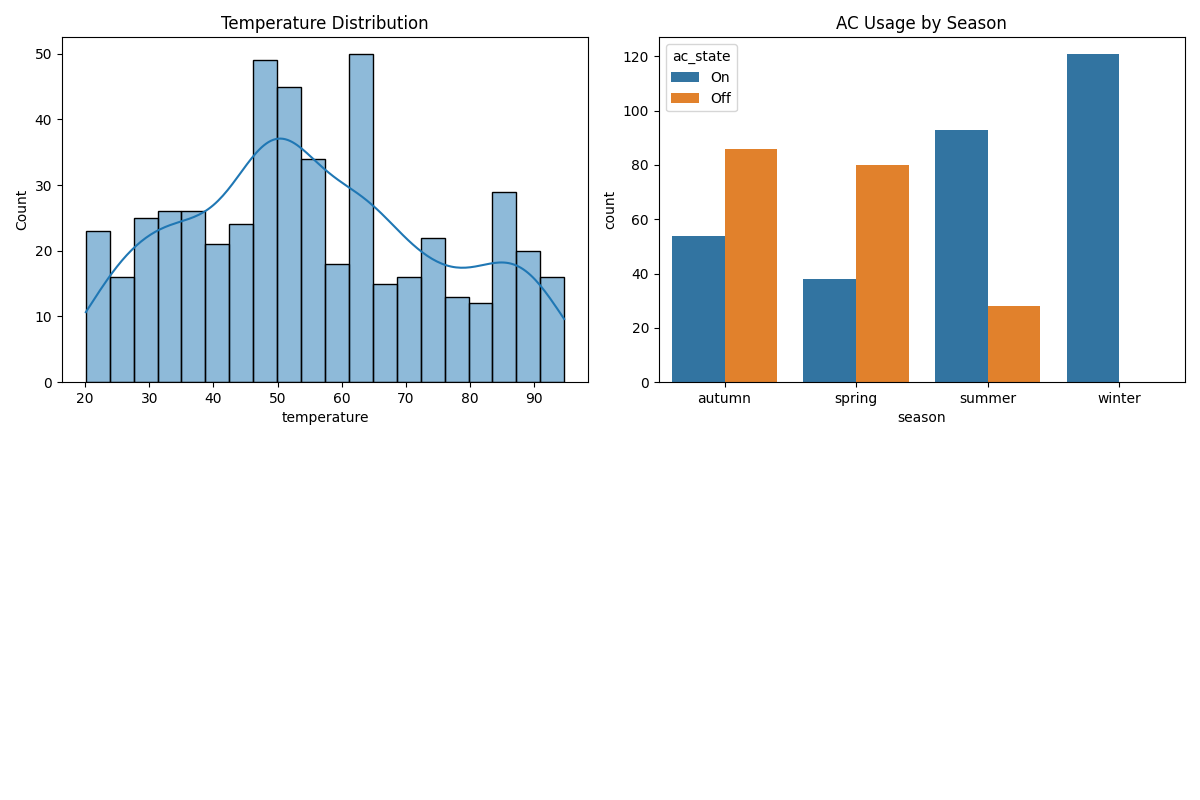 Temperature Distribution
50
40
30
20
10
0
Count
20 30 40 50 60 70 80 90
temperature
AC Usage by Season
ac_state
On
Off
120
100
80
60
40
20
0
count
autumn spring summer winter
season